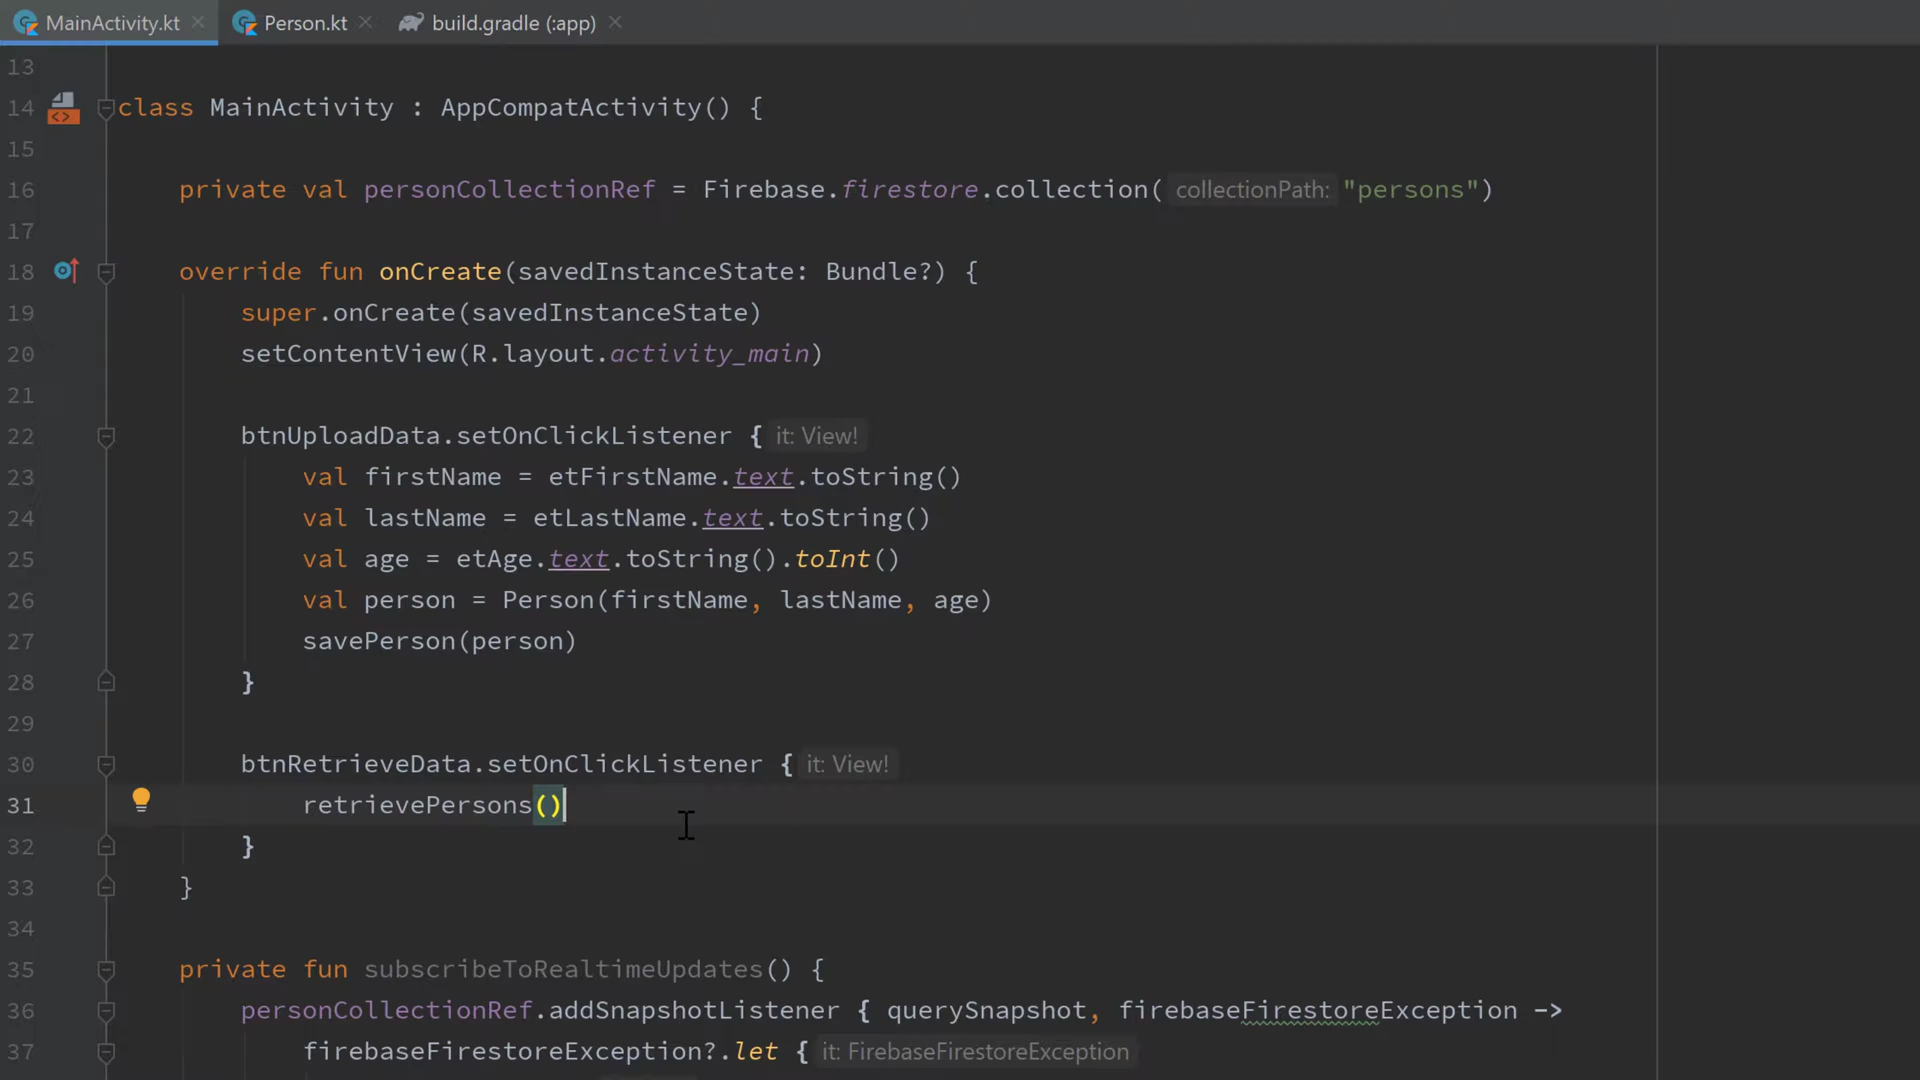 MainActivity.kt Person.kt build.gradle (:app)
13
14 class MainActivity : AppCompatActivity() {
15
16 private val personCollectionRef = Firebase.firestore.collection( collectionPath: "persons")
17
18 override fun onCreate(savedInstanceState: Bundle?) {
19 super.onCreate(savedInstanceState)
20 setContentView(R.layout.activity_main)
21
22 btnUploadData.setOnClickListener { it: View!
23 val firstName = etFirstName.text.toString()
24 val lastName = etLastName.text.toString()
25 val age = etAge.text.toString().toInt()
26 val person = Person(firstName, lastName, age)
27 savePerson(person)
28 }
29
30 btnRetrieveData.setOnClickListener { it: View!
31 retrievePersons()
32 }
33 }
34
35 private fun subscribeToRealtimeUpdates() {
36 personCollectionRef.addSnapshotListener { querySnapshot, firebaseFirestoreException ->
37 firebaseFirestoreException?.let { it: FirebaseFirestoreException